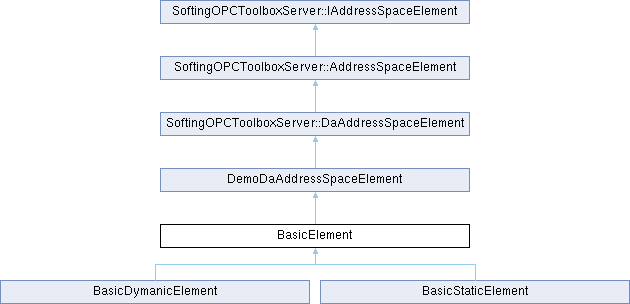 SoftingOPCToolboxServer::IAddressSpaceElement
SoftingOPCToolboxServer::AddressSpaceElement
SoftingOPCToolboxServer::DaAddressSpaceElement
DemoDaAddressSpaceElement
BasicElement
BasicDymanicElement
BasicStaticElement